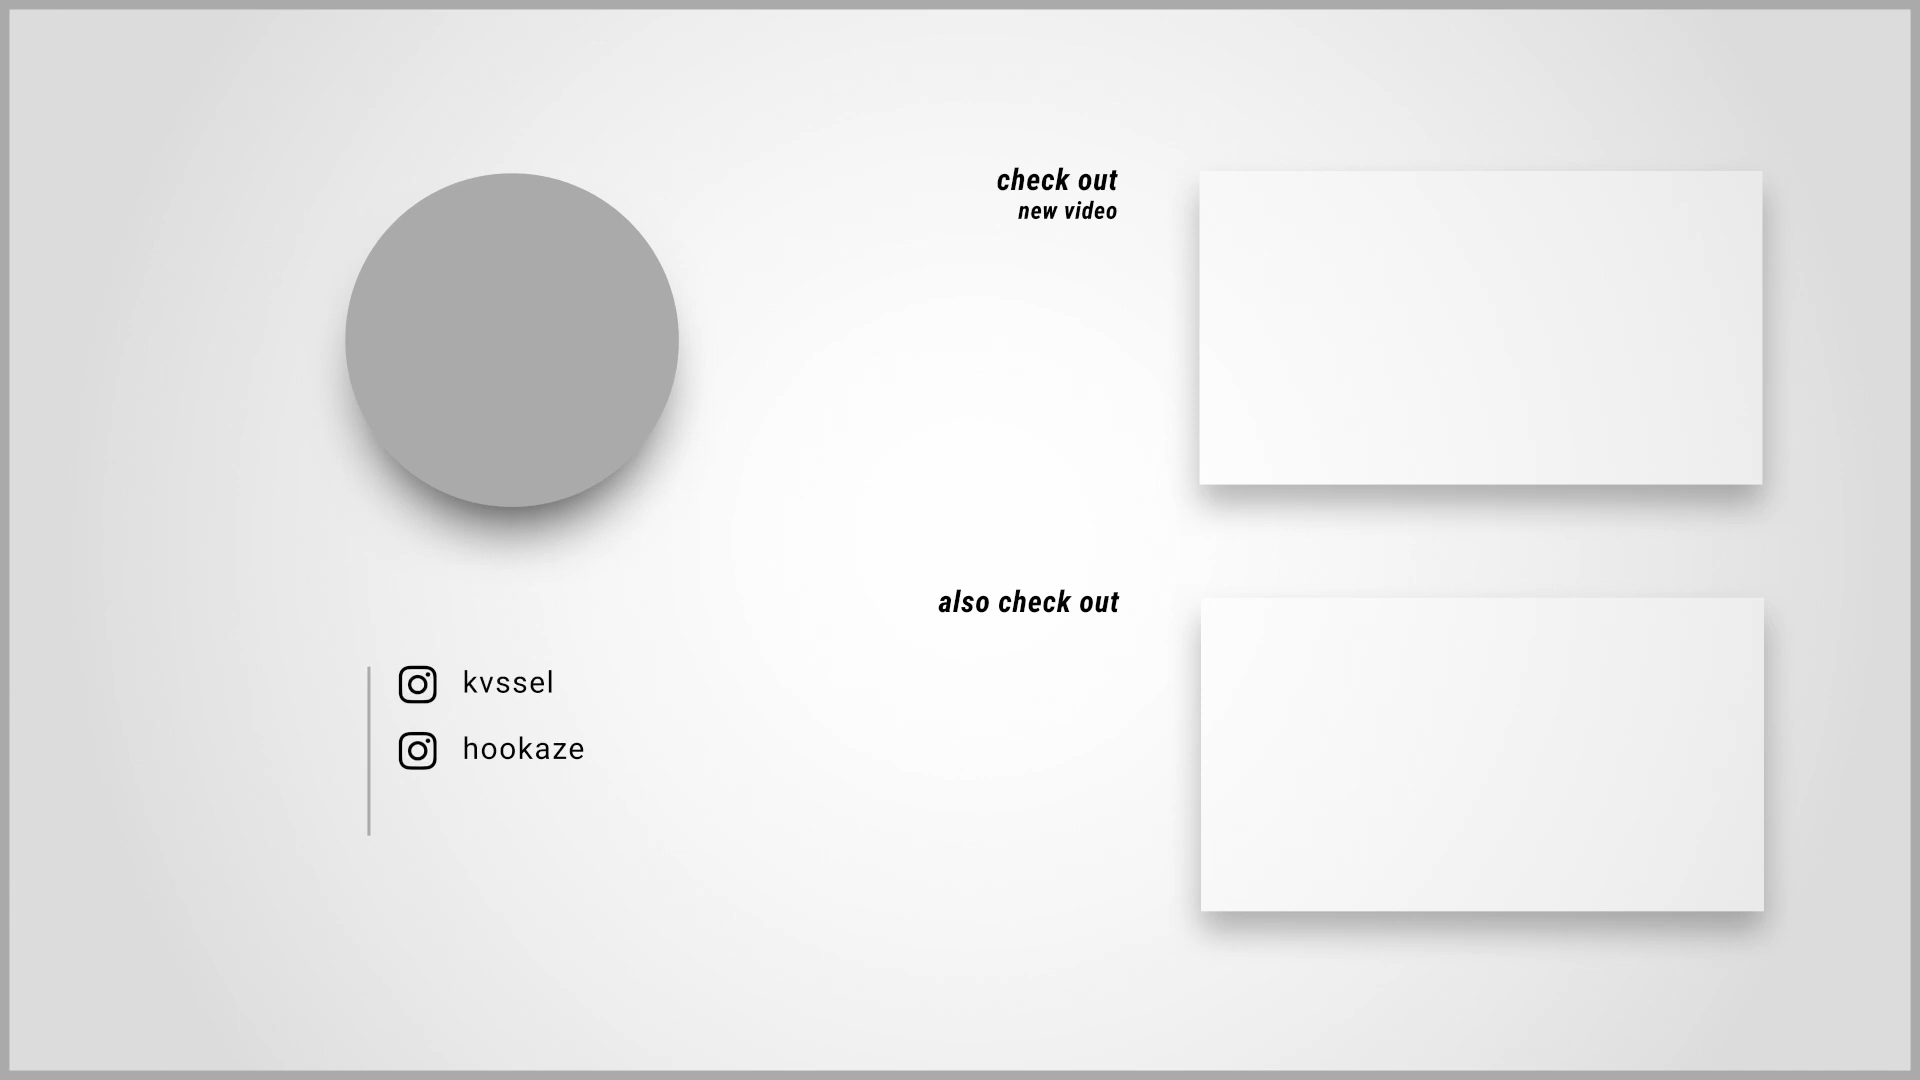 check out
new video
also check out
kvssel
hookaze